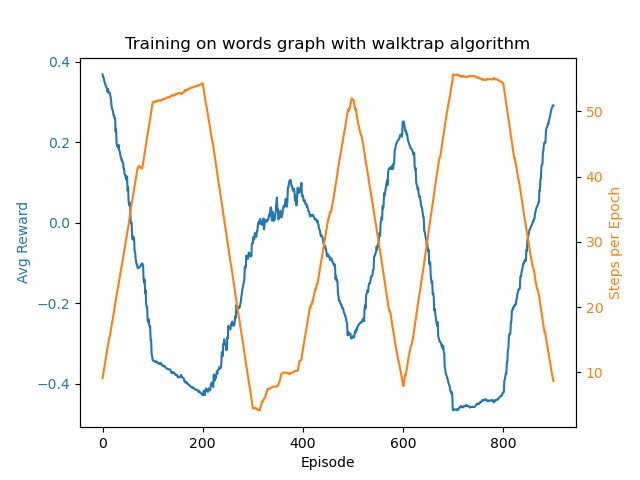 Training on words graph with walktrap algorithm
0.4
0.2
0.0
−0.2
−0.4
Avg Reward
50
40
30
20
10
Steps per Epoch
0 200 400 600 800
Episode